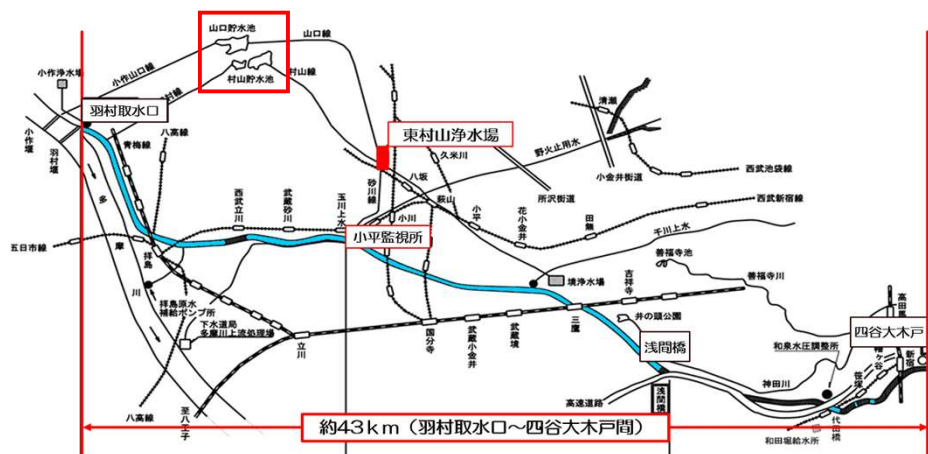 山口貯水池
山口線
小作山口線
村山貯水池
村山線
小作浄水場
羽村取水口
小作堰
羽村堰
青梅線
八高線
東村山浄水場
久米川
清瀬
野火止用水
小金井街道
所沢街道
西武池袋線
西武新宿線
八坂
萩山
砂川線
小川
小平
花小金井
田無
千川上水
西武立川
武蔵砂川
玉川上水
小平監視所
五日市線
多
摩
川
拝島
拝島原水
補給ポンプ所
下水道局
多摩川上流処理場
立川
国分寺
武蔵小金井
武蔵境
三鷹
吉祥寺
境浄水場
善福寺池
善福寺川
井の頭公園
浅間橋
高田馬
四谷大木戸
和泉水圧調整所
幡ヶ谷
新宿
笹塚
神田川
代田橋
和田堀給水所
高速道路
浅間橋
八高線
至八王子
約43km（羽村取水口～四谷大木戸間）